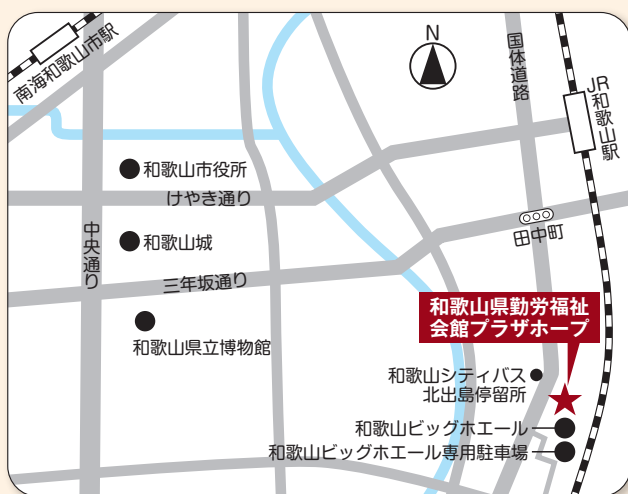 南海和歌山市駅
N
国体道路
JR和歌山駅
和歌山市役所
けやき通り
中央通り
和歌山城
田中町
三年坂通り
和歌山県立博物館
和歌山県勤労福祉
会館プラザホープ
和歌山シティバス
北出島停留所
和歌山ビッグホエール
和歌山ビッグホエール専用駐車場